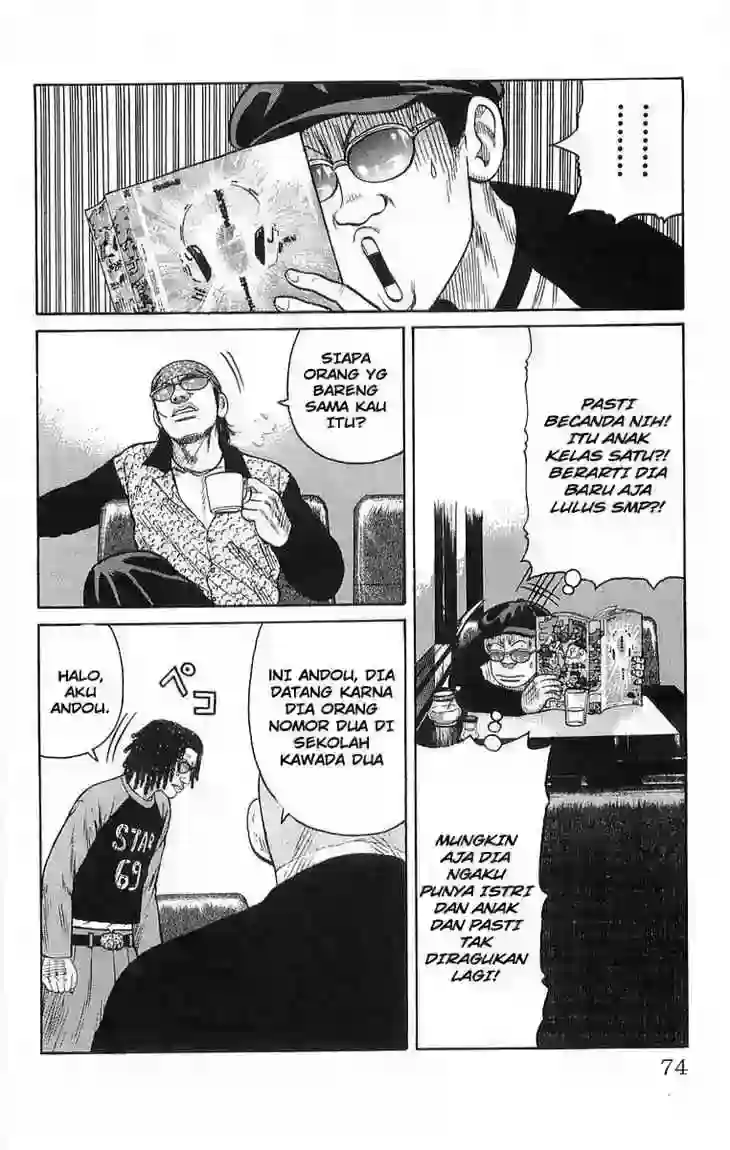 .........
.........
PASTI
BECANDA NIH!
ITU ANAK
KELAS SATU?!
BERARTI DIA
BARU AJA
LULUS SMP?!
MUNGKIN
AJA DIA
NGAKU
PUNYA ISTRI
DAN ANAK
DAN PASTI
TAK
DIRAGUKAN
LAGI!
SIAPA
ORANG YG
BARENG
SAMA KAU
ITU?
INI ANDOU, DIA
DATANG KARNA
DIA ORANG
NOMOR DUA DI
SEKOLAH
KAWADA DUA
ペコ
HALO,
AKU
ANDOU.
STAR
69
74